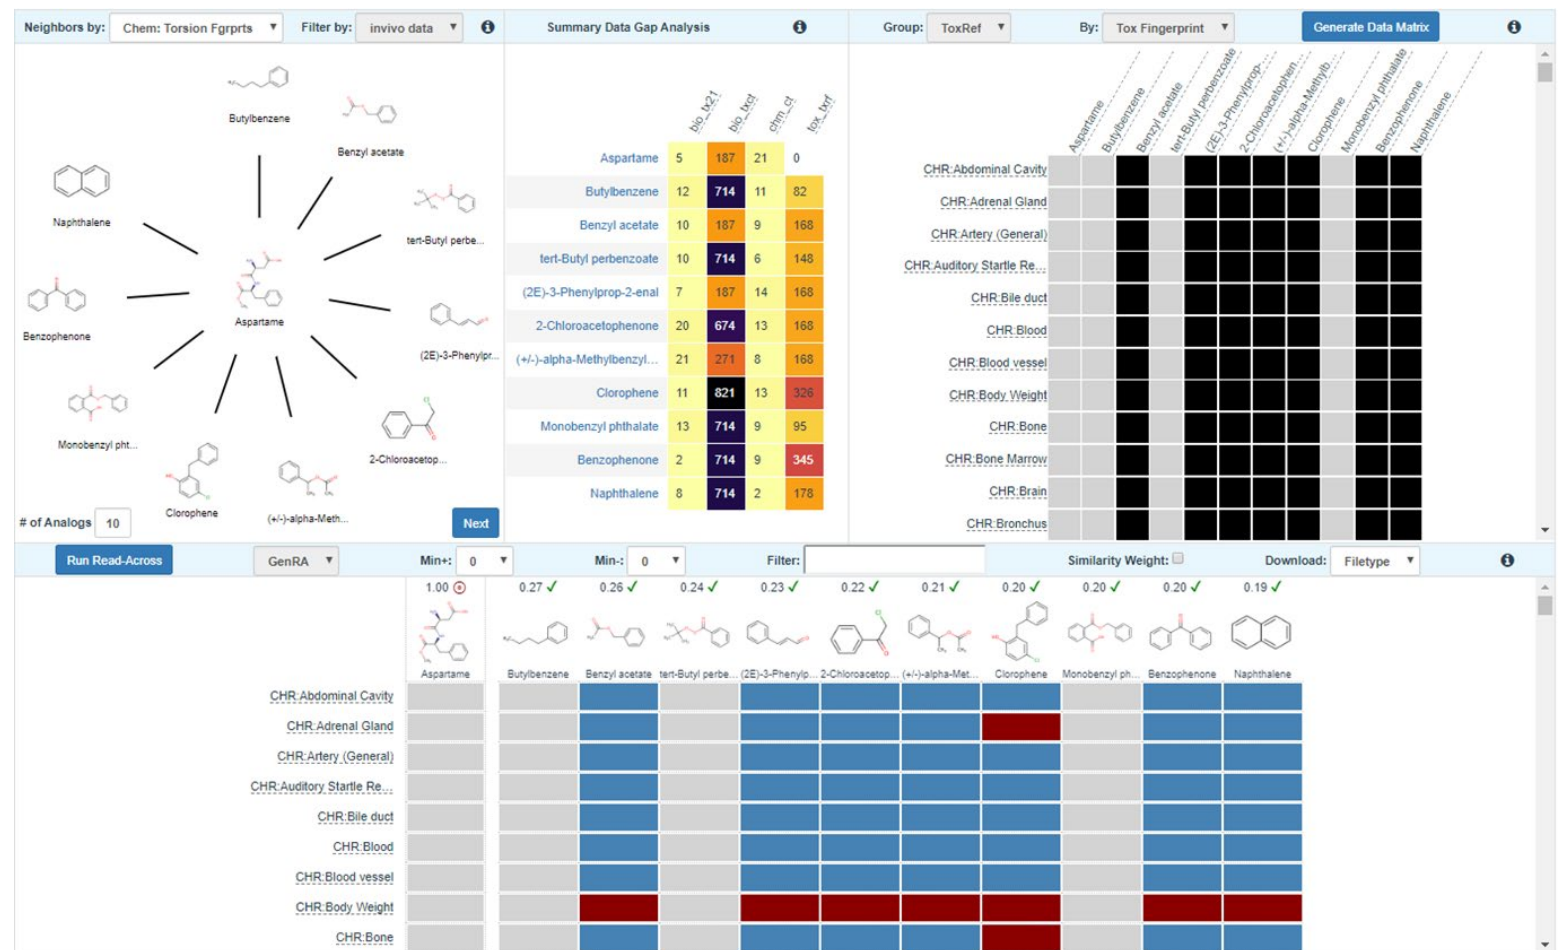 Neighbors by: Chem: Torsion Fgrprts ▼ Filter by: invivo data ▼
Butylbenzene
Benzyl acetate
Naphthalene
tert-Butyl perbe...
Aspartame
Benzophenone
(2E)-3-Phenylpr...
Monobenzyl pht...
2-Chloroacetop...
Clorophene
(+/-)-alpha-Meth...
# of Analogs 10 Next
Summary Data Gap Analysis
bio_tx21 bio_txct chm_ct tox_txrf
Aspartame 5 187 21 0
Butylbenzene 12 714 11 82
Benzyl acetate 10 187 9 168
tert-Butyl perbenzoate 10 714 6 148
(2E)-3-Phenylprop-2-enal 7 187 14 168
2-Chloroacetophenone 20 674 13 168
(+/-)-alpha-Methylbenzyl... 21 271 8 168
Clorophene 11 821 13 326
Monobenzyl phthalate 13 714 9 95
Benzophenone 2 714 9 345
Naphthalene 8 714 2 178
Group: ToxRef ▼ By: Tox Fingerprint ▼ Generate Data Matrix
Aspartame
Butylbenzene
Benzyl acetate
tert-Butyl perbenzoate
(2E)-3-Phenylprop-...
2-Chloroacetophen...
(+/-)-alpha-Methylb...
Clorophene
Monobenzyl phthalate
Benzophenone
Naphthalene
CHR:Abdominal Cavity
CHR:Adrenal Gland
CHR:Artery (General)
CHR:Auditory Startle Re...
CHR:Bile duct
CHR:Blood
CHR:Blood vessel
CHR:Body Weight
CHR:Bone
CHR:Bone Marrow
CHR:Brain
CHR:Bronchus
Run Read-Across GenRA ▼ Min+: 0 ▼ Min-: 0 ▼ Filter: Similarity Weight: Download: Filetype ▼
1.00 0.27 ✓ 0.26 ✓ 0.24 ✓ 0.23 ✓ 0.22 ✓ 0.21 ✓ 0.20 ✓ 0.20 ✓ 0.20 ✓ 0.19 ✓
Aspartame Butylbenzene Benzyl acetate tert-Butyl perbe... (2E)-3-Phenylp... 2-Chloroacetop... (+/-)-alpha-Met... Clorophene Monobenzyl ph... Benzophenone Naphthalene
CHR:Abdominal Cavity
CHR:Adrenal Gland
CHR:Artery (General)
CHR:Auditory Startle Re...
CHR:Bile duct
CHR:Blood
CHR:Blood vessel
CHR:Body Weight
CHR:Bone